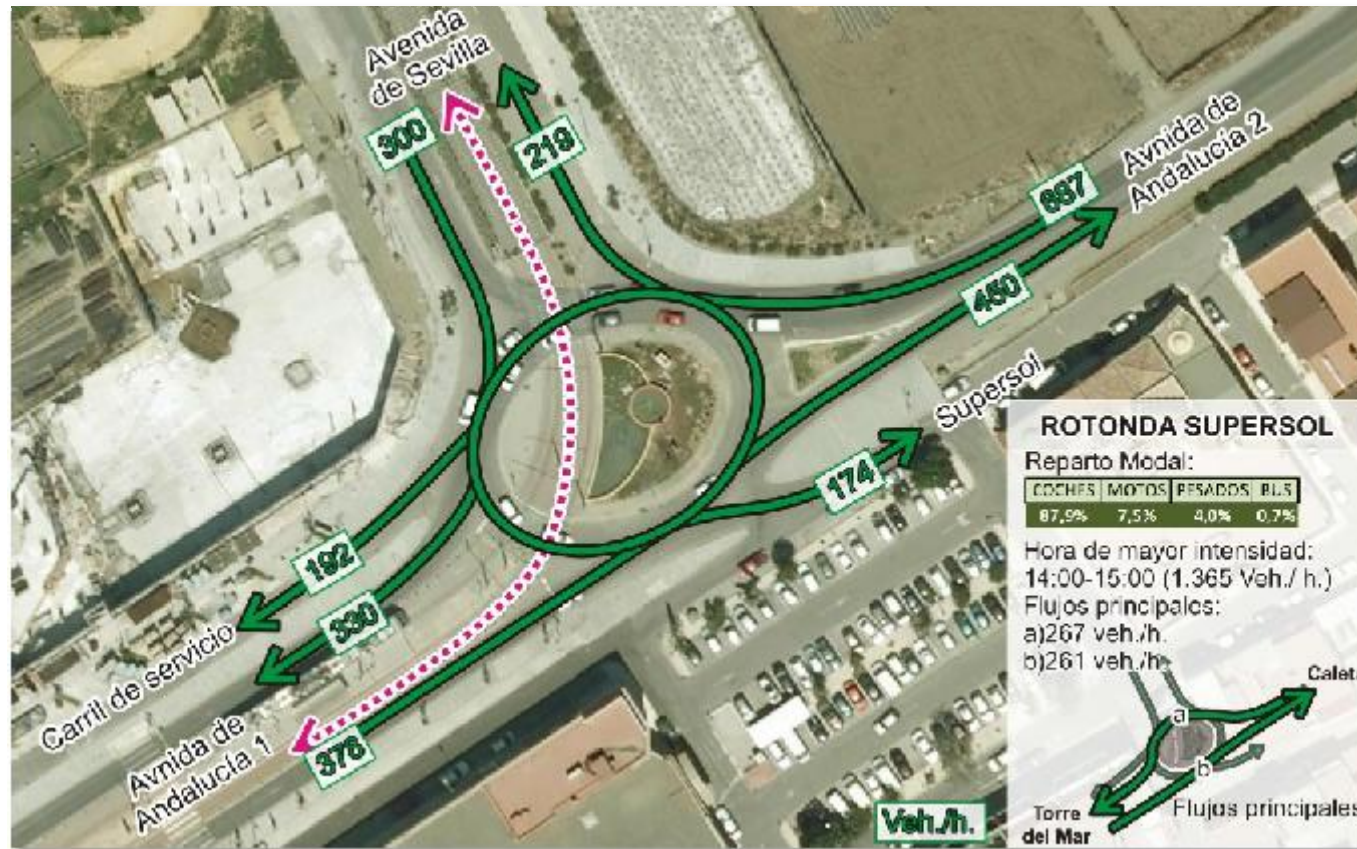 Avenida
de Sevilla
300
219
Avnida de
Andalucía 2
687
450
Supersol
174
192
330
Carril de servicio
Avnida de
Andalucía 1
378
Veh./h.
ROTONDA SUPERSOL
Reparto Modal:
COCHES MOTOS PESADOS BUS
87,9% 7,5% 4,0% 0,7%
Hora de mayor intensidad:
14:00-15:00 (1.365 Veh./ h.)
Flujos principales:
a)267 veh./h.
b)261 veh./h.
Caleta
a
b
Torre
del Mar
Flujos principales